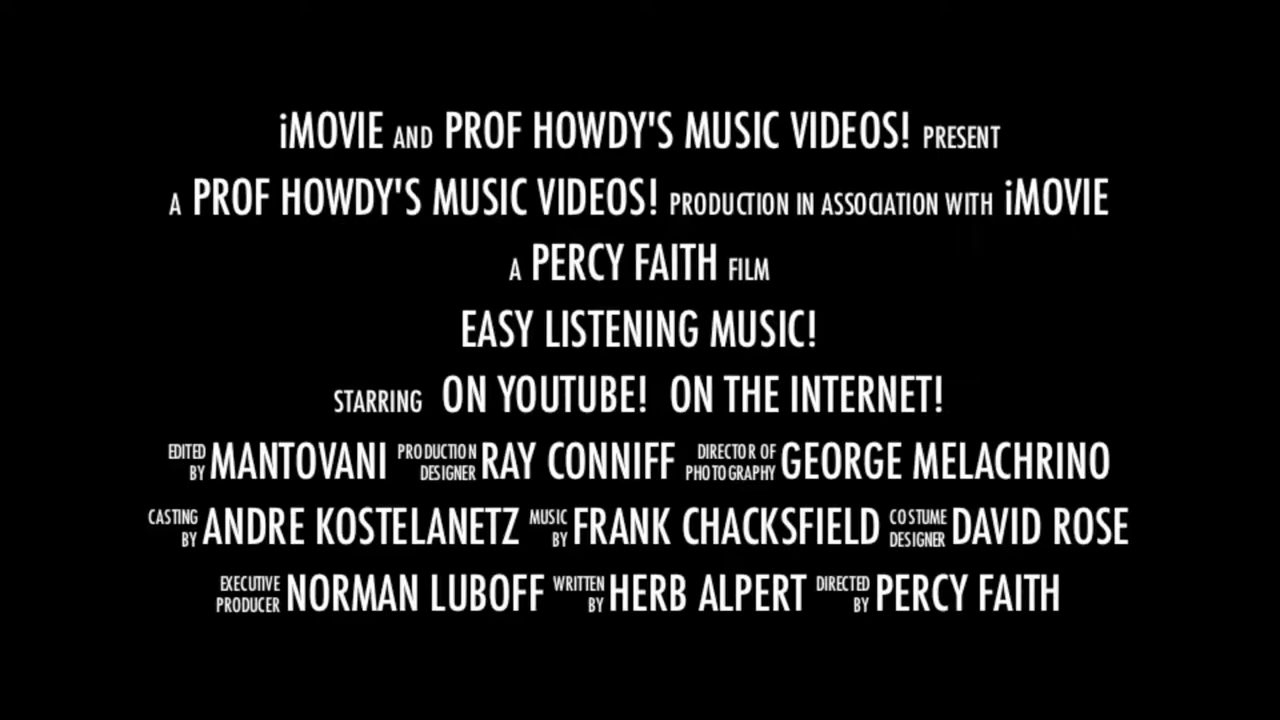 iMOVIE AND PROF HOWDY'S MUSIC VIDEOS! PRESENT
A PROF HOWDY'S MUSIC VIDEOS! PRODUCTION IN ASSOCIATION WITH iMOVIE
A PERCY FAITH FILM
EASY LISTENING MUSIC!
STARRING ON YOUTUBE! ON THE INTERNET!
EDITED BY MANTOVANI PRODUCTION DESIGNER RAY CONNIFF DIRECTOR OF PHOTOGRAPHY GEORGE MELACHRINO
CASTING BY ANDRE KOSTELANETZ MUSIC BY FRANK CHACKSFIELD COSTUME DESIGNER DAVID ROSE
EXECUTIVE PRODUCER NORMAN LUBOFF WRITTEN BY HERB ALPERT DIRECTED BY PERCY FAITH